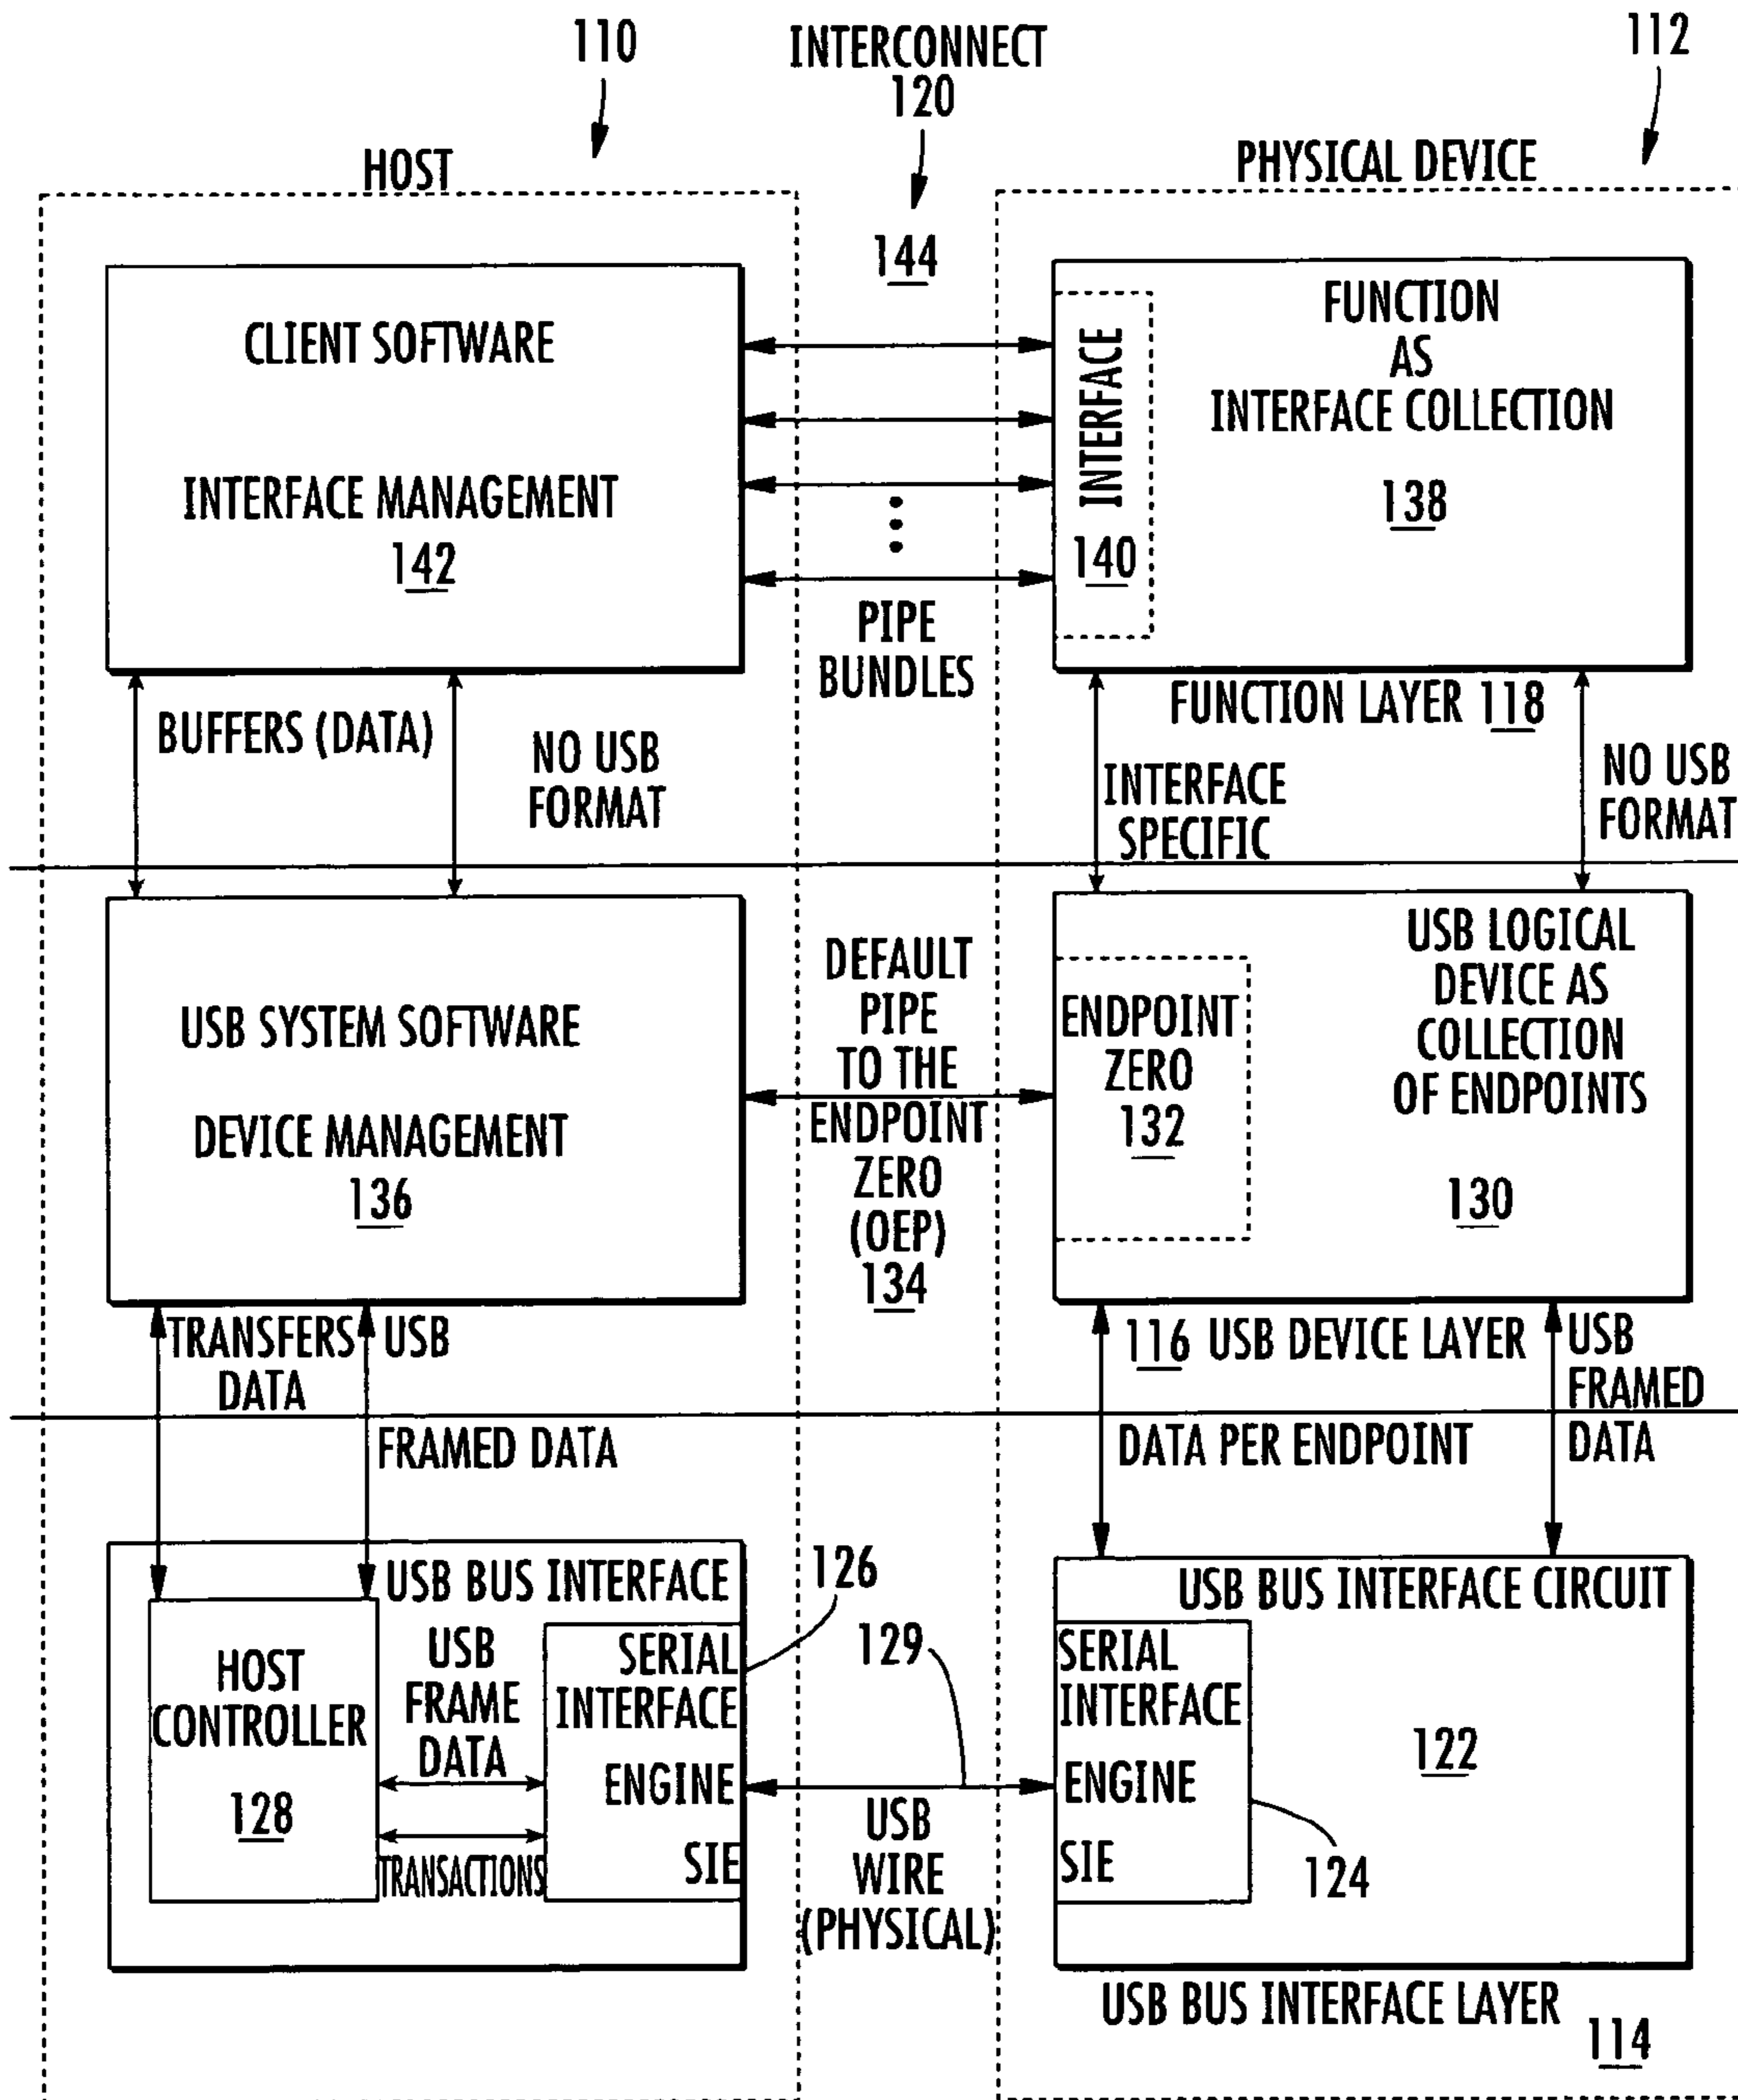 110
INTERCONNECT
120
112
HOST
PHYSICAL DEVICE
144
CLIENT SOFTWARE
INTERFACE MANAGEMENT
142
PIPE
BUNDLES
INTERFACE
140
FUNCTION
AS
INTERFACE COLLECTION
138
BUFFERS (DATA)
NO USB
FORMAT
FUNCTION LAYER 118
INTERFACE
SPECIFIC
NO USB
FORMAT
USB SYSTEM SOFTWARE
DEVICE MANAGEMENT
136
DEFAULT
PIPE
TO THE
ENDPOINT
ZERO
(OEP)
134
ENDPOINT
ZERO
132
USB LOGICAL
DEVICE AS
COLLECTION
OF ENDPOINTS
130
TRANSFERS
DATA
USB
FRAMED DATA
116 USB DEVICE LAYER
DATA PER ENDPOINT
USB
FRAMED
DATA
USB BUS INTERFACE
HOST
CONTROLLER
128
USB
FRAME
DATA
TRANSACTIONS
SERIAL
INTERFACE
ENGINE
SIE
126
129
USB
WIRE
(PHYSICAL)
USB BUS INTERFACE CIRCUIT
SERIAL
INTERFACE
ENGINE
SIE
122
124
USB BUS INTERFACE LAYER
114